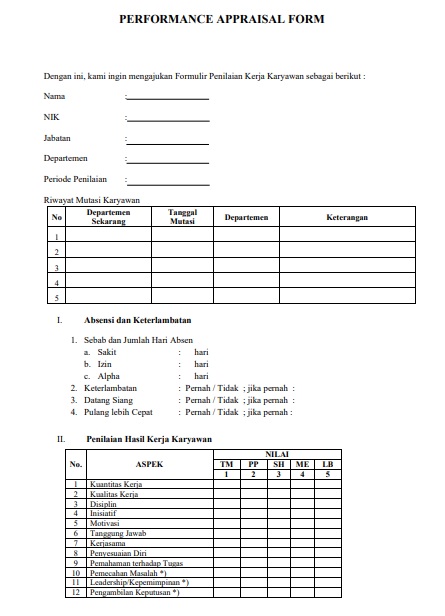 PERFORMANCE APPRAISAL FORM
Dengan ini, kami ingin mengajukan Formulir Penilaian Kerja Karyawan sebagai berikut :
Nama :
NIK :
Jabatan :
Departemen :
Periode Penilaian :
Riwayat Mutasi Karyawan
No Departemen Sekarang Tanggal Mutasi Departemen Keterangan
1
2
3
4
5
I. Absensi dan Keterlambatan
1. Sebab dan Jumlah Hari Absen
a. Sakit : hari
b. Izin : hari
c. Alpha : hari
2. Keterlambatan : Pernah / Tidak ; jika pernah :
3. Datang Siang : Pernah / Tidak ; jika pernah :
4. Pulang lebih Cepat : Pernah / Tidak ; jika pernah :
II. Penilaian Hasil Kerja Karyawan
No. ASPEK NILAI
TM PP SH ME LB
1 2 3 4 5
1 Kuantitas Kerja
2 Kualitas Kerja
3 Disiplin
4 Inisiatif
5 Motivasi
6 Tanggung Jawab
7 Kerjasama
8 Penyesuaian Diri
9 Pemahaman terhadap Tugas
10 Pemecahan Masalah *)
11 Leadership/Kepemimpinan *)
12 Pengambilan Keputusan *)